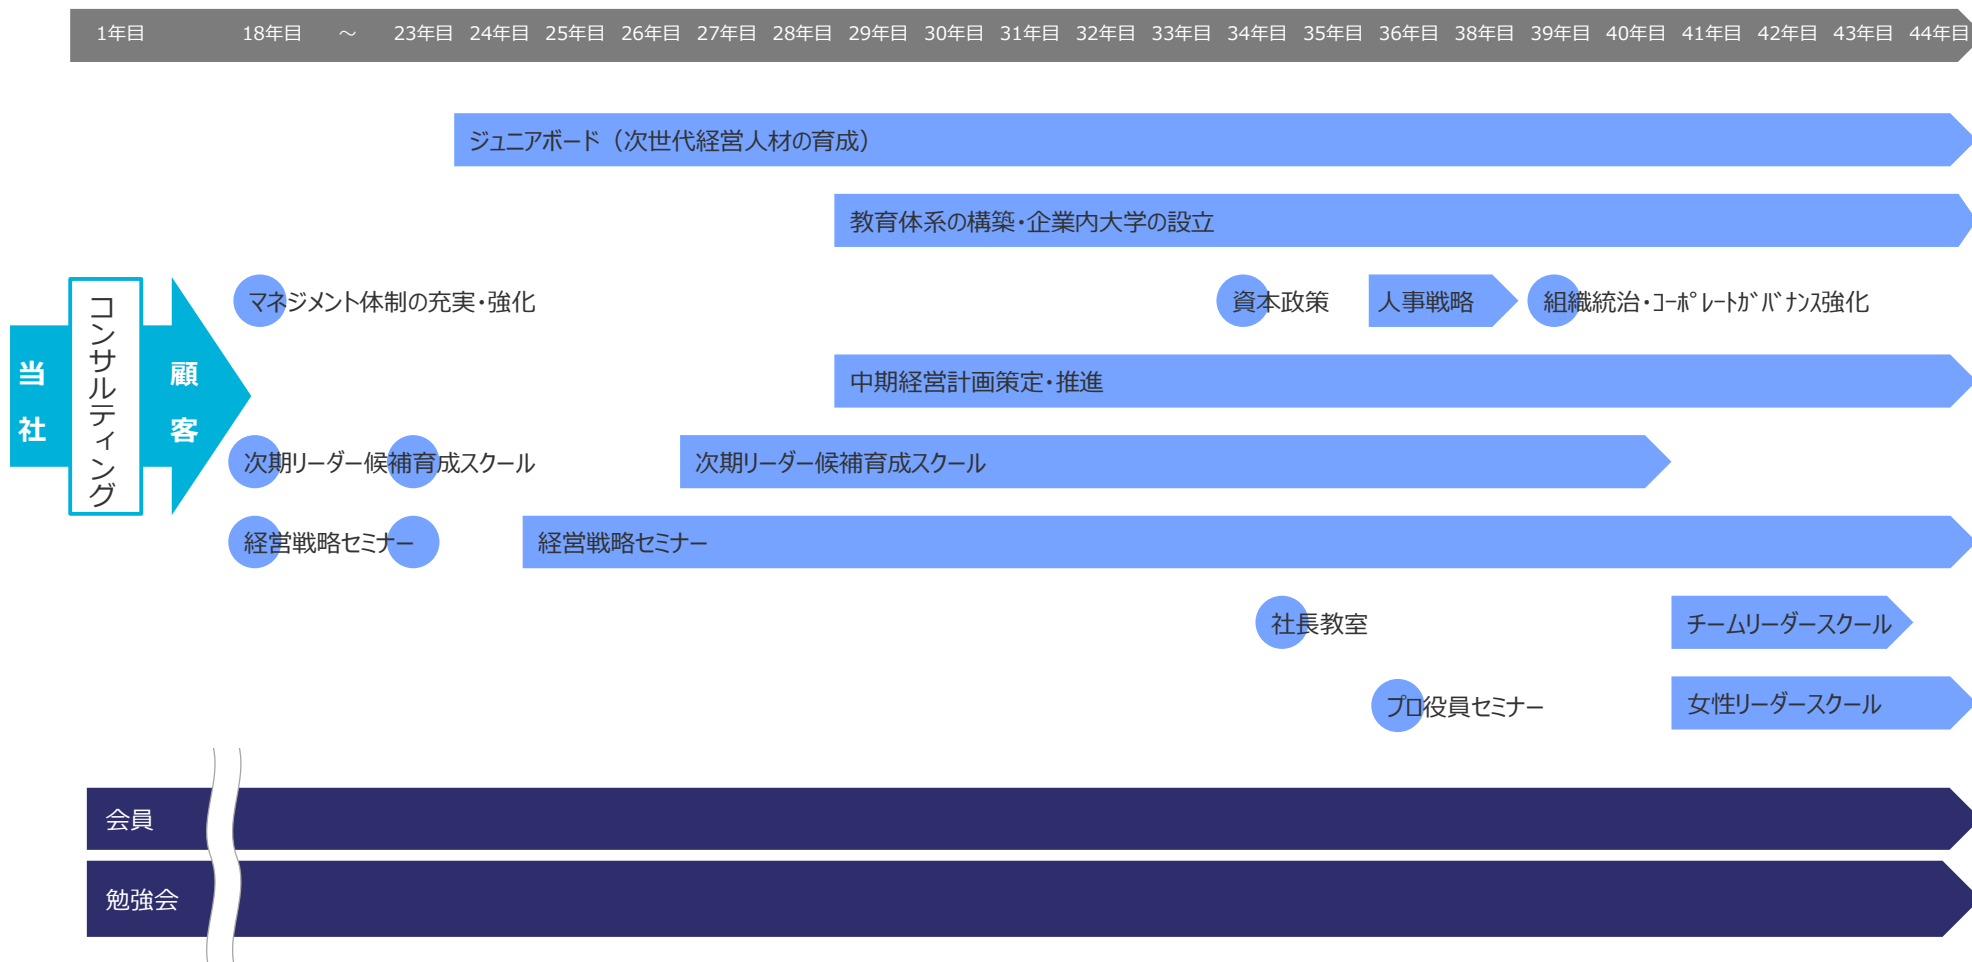 1年目 18年目 ～ 23年目 24年目 25年目 26年目 27年目 28年目 29年目 30年目 31年目 32年目 33年目 34年目 35年目 36年目 38年目 39年目 40年目 41年目 42年目 43年目 44年目
ジュニアボード（次世代経営人材の育成）
教育体系の構築・企業内大学の設立
マネジメント体制の充実・強化 資本政策 人事戦略 組織統治・ｺｰﾎﾟﾚｰﾄｶﾞﾊﾞﾅﾝｽ強化
当社
コンサルティング
顧客
中期経営計画策定・推進
次期リーダー候補育成スクール 次期リーダー候補育成スクール
経営戦略セミナー 経営戦略セミナー
社長教室 チームリーダースクール
プロ役員セミナー 女性リーダースクール
会員
勉強会